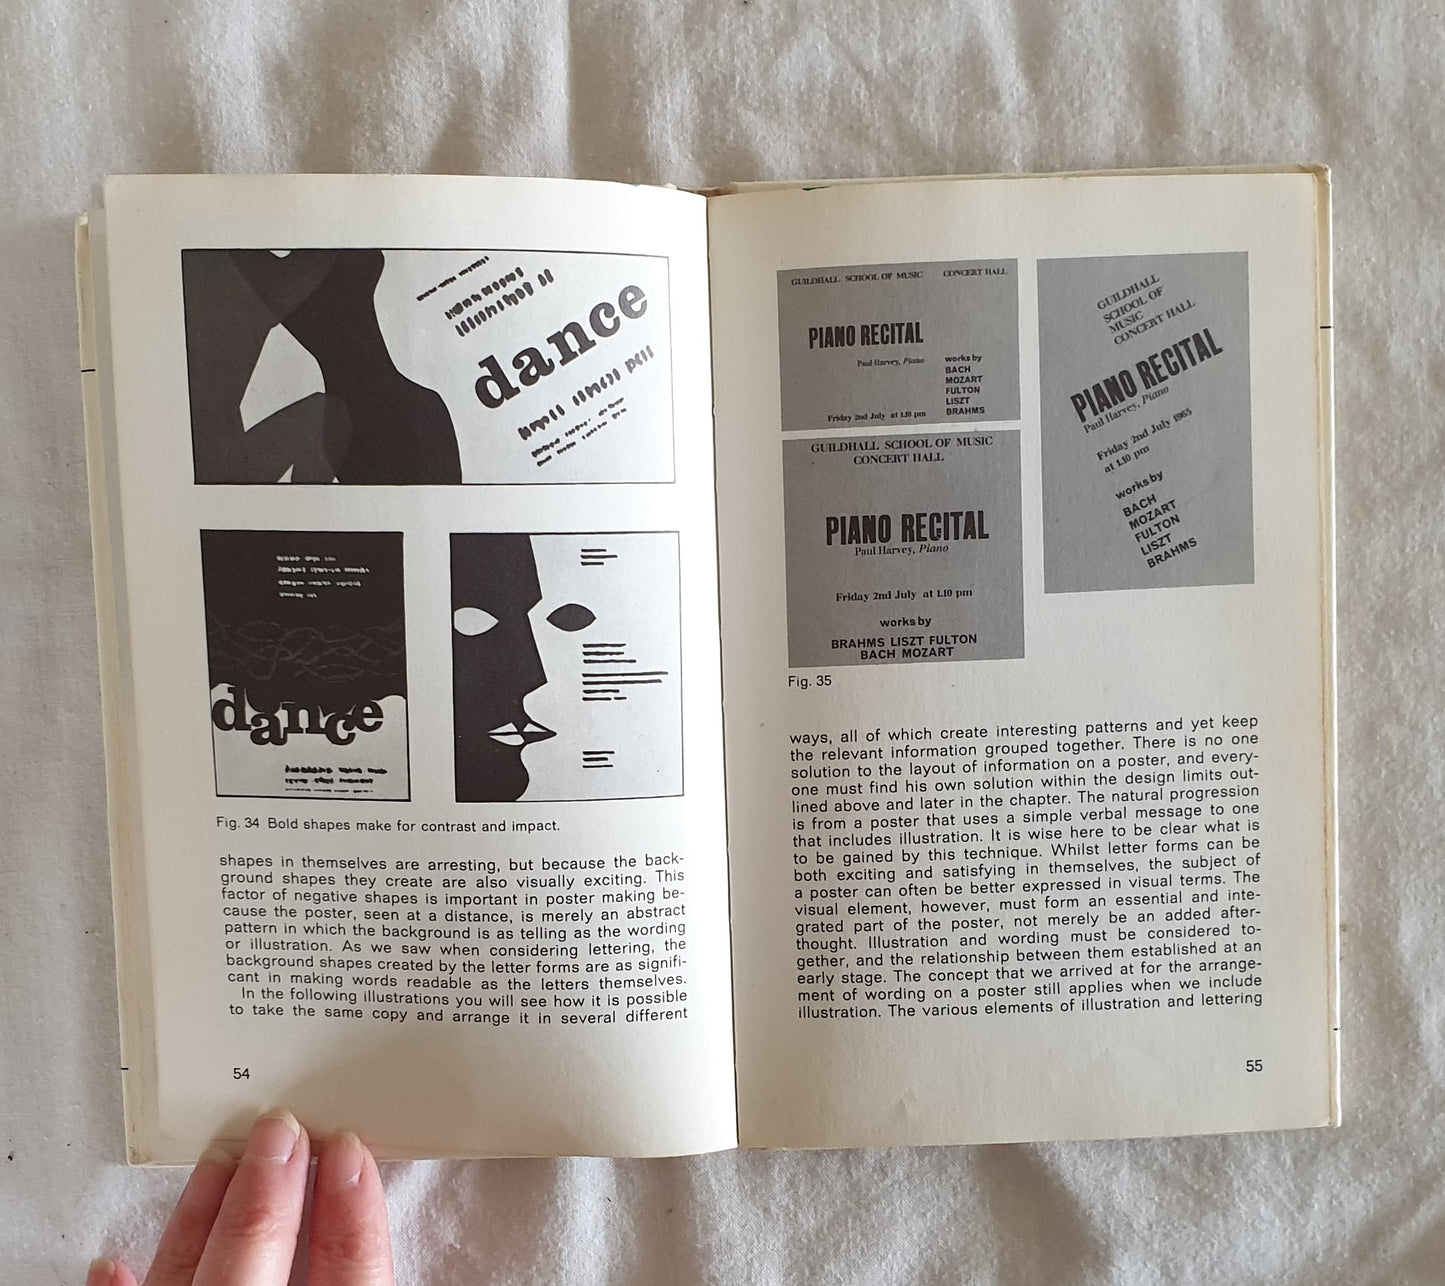 dance
dance
Fig. 34 Bold shapes make for contrast and impact.
shapes in themselves are arresting, but because the back-
ground shapes they create are also visually exciting. This
factor of negative shapes is important in poster making be-
cause the poster, seen at a distance, is merely an abstract
pattern in which the background is as telling as the wording
or illustration. As we saw when considering lettering, the
background shapes created by the letter forms are as signifi-
cant in making words readable as the letters themselves.
In the following illustrations you will see how it is possible
to take the same copy and arrange it in several different
54
GUILDHALL SCHOOL OF MUSIC CONCERT HALL
PIANO RECITAL
Paul Harvey, Piano
works by
BACH
MOZART
FULTON
LISZT
BRAHMS
Friday 2nd July at 1.10 pm
GUILDHALL SCHOOL OF MUSIC
CONCERT HALL
PIANO RECITAL
Paul Harvey, Piano
Friday 2nd July at 1.10 pm
works by
BRAHMS LISZT FULTON
BACH MOZART
GUILDHALL
SCHOOL OF
MUSIC
CONCERT HALL
PIANO RECITAL
Paul Harvey, Piano
Friday 2nd July 1965
at 1.10 pm
works by
BACH
MOZART
FULTON
LISZT
BRAHMS
Fig. 35
ways, all of which create interesting patterns and yet keep
the relevant information grouped together. There is no one
solution to the layout of information on a poster, and every-
one must find his own solution within the design limits out-
lined above and later in the chapter. The natural progression
is from a poster that uses a simple verbal message to one
that includes illustration. It is wise here to be clear what is
to be gained by this technique. Whilst letter forms can be
both exciting and satisfying in themselves, the subject of
a poster can often be better expressed in visual terms. The
visual element, however, must form an essential and inte-
grated part of the poster, not merely be an added after-
thought. Illustration and wording must be considered to-
gether, and the relationship between them established at an
early stage. The concept that we arrived at for the arrange-
ment of wording on a poster still applies when we include
illustration. The various elements of illustration and lettering
55